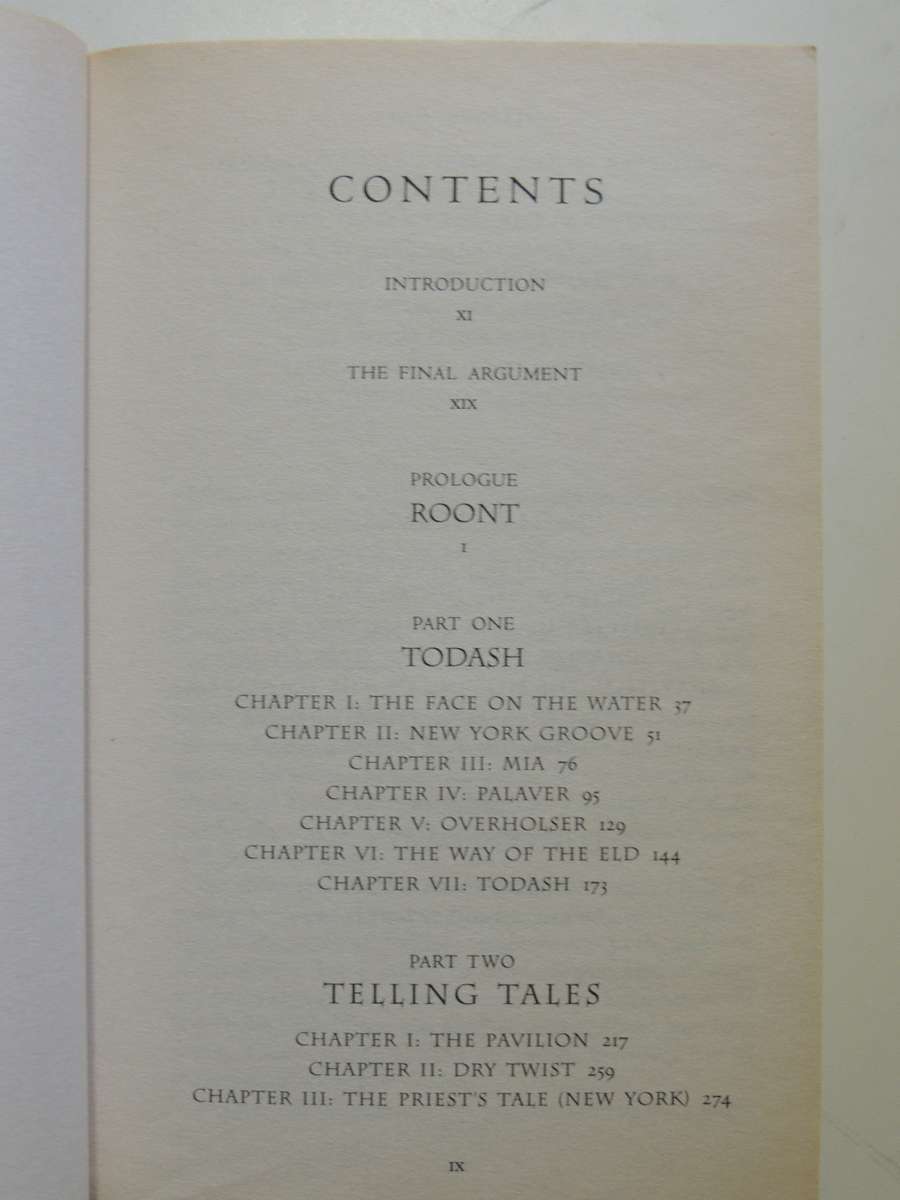 CONTENTS
INTRODUCTION
XI
THE FINAL ARGUMENT
XIX
PROLOGUE
ROONT
1
PART ONE
TODASH
CHAPTER I: THE FACE ON THE WATER 37
CHAPTER II: NEW YORK GROOVE 51
CHAPTER III: MIA 76
CHAPTER IV: PALAVER 95
CHAPTER V: OVERHOLSER 129
CHAPTER VI: THE WAY OF THE ELD 144
CHAPTER VII: TODASH 173
PART TWO
TELLING TALES
CHAPTER I: THE PAVILION 217
CHAPTER II: DRY TWIST 259
CHAPTER III: THE PRIEST'S TALE (NEW YORK) 274
IX